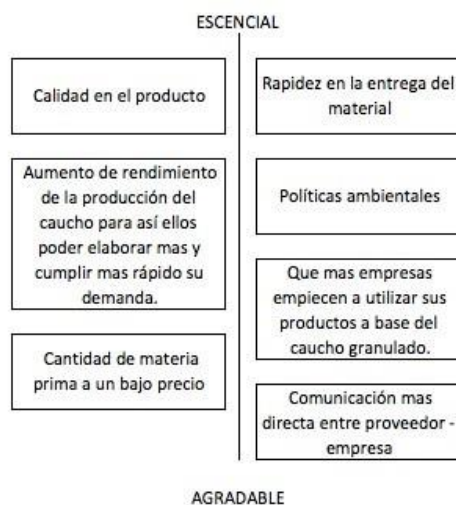 ESCENCIAL
Calidad en el producto
Aumento de rendimiento
de la producción del
caucho para así ellos
poder elaborar mas y
cumplir mas rápido su
demanda.
Cantidad de materia
prima a un bajo precio
Rapidez en la entrega del
material
Políticas ambientales
Que mas empresas
empiecen a utilizar sus
productos a base del
caucho granulado.
Comunicación mas
directa entre proveedor -
empresa
AGRADABLE